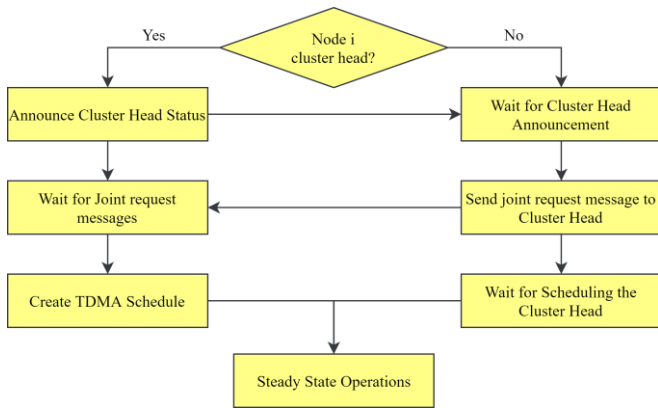 Node i
cluster head?
Yes
No
Announce Cluster Head Status
Wait for Cluster Head
Announcement
Wait for Joint request
messages
Send joint request message to
Cluster Head
Create TDMA Schedule
Wait for Scheduling the
Cluster Head
Steady State Operations